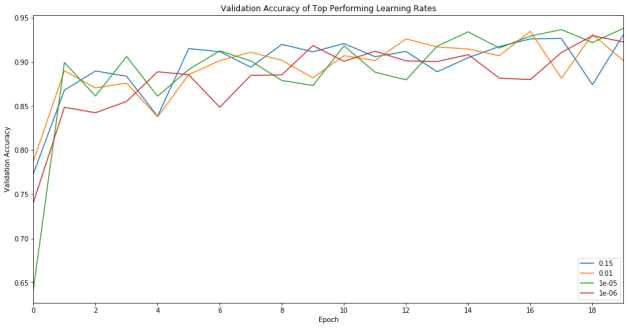 Validation Accuracy of Top Performing Learning Rates
0.95
0.90
0.85
0.80
0.75
0.70
0.65
Validation Accuracy
0 2 4 6 8 10 12 14 16 18
Epoch
0.15
0.01
1e-05
1e-06